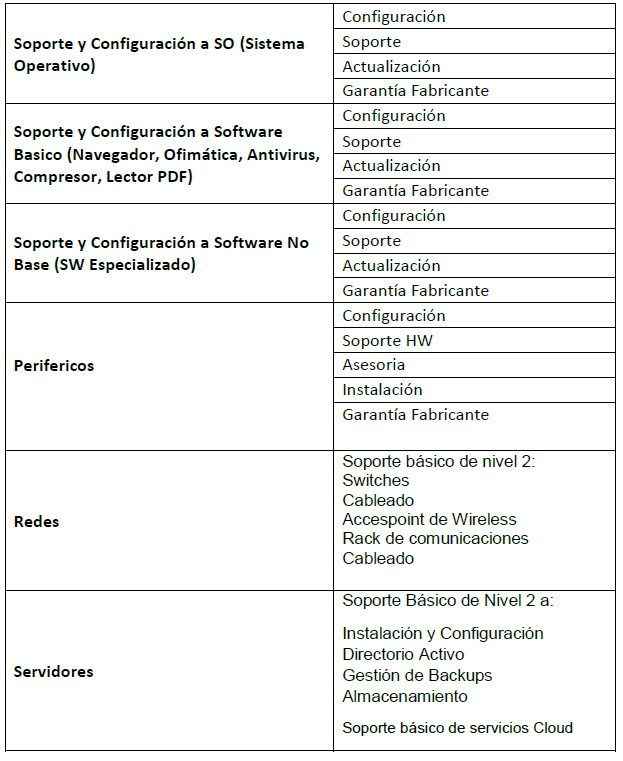 Soporte y Configuración a SO (Sistema
Operativo)
Configuración
Soporte
Actualización
Garantía Fabricante
Soporte y Configuración a Software
Basico (Navegador, Ofimática, Antivirus,
Compresor, Lector PDF)
Configuración
Soporte
Actualización
Garantía Fabricante
Soporte y Configuración a Software No
Base (SW Especializado)
Configuración
Soporte
Actualización
Garantía Fabricante
Perifericos
Configuración
Soporte HW
Asesoria
Instalación
Garantía Fabricante
Redes
Soporte básico de nivel 2:
Switches
Cableado
Accespoint de Wireless
Rack de comunicaciones
Cableado
Servidores
Soporte Básico de Nivel 2 a:
Instalación y Configuración
Directorio Activo
Gestión de Backups
Almacenamiento
Soporte básico de servicios Cloud